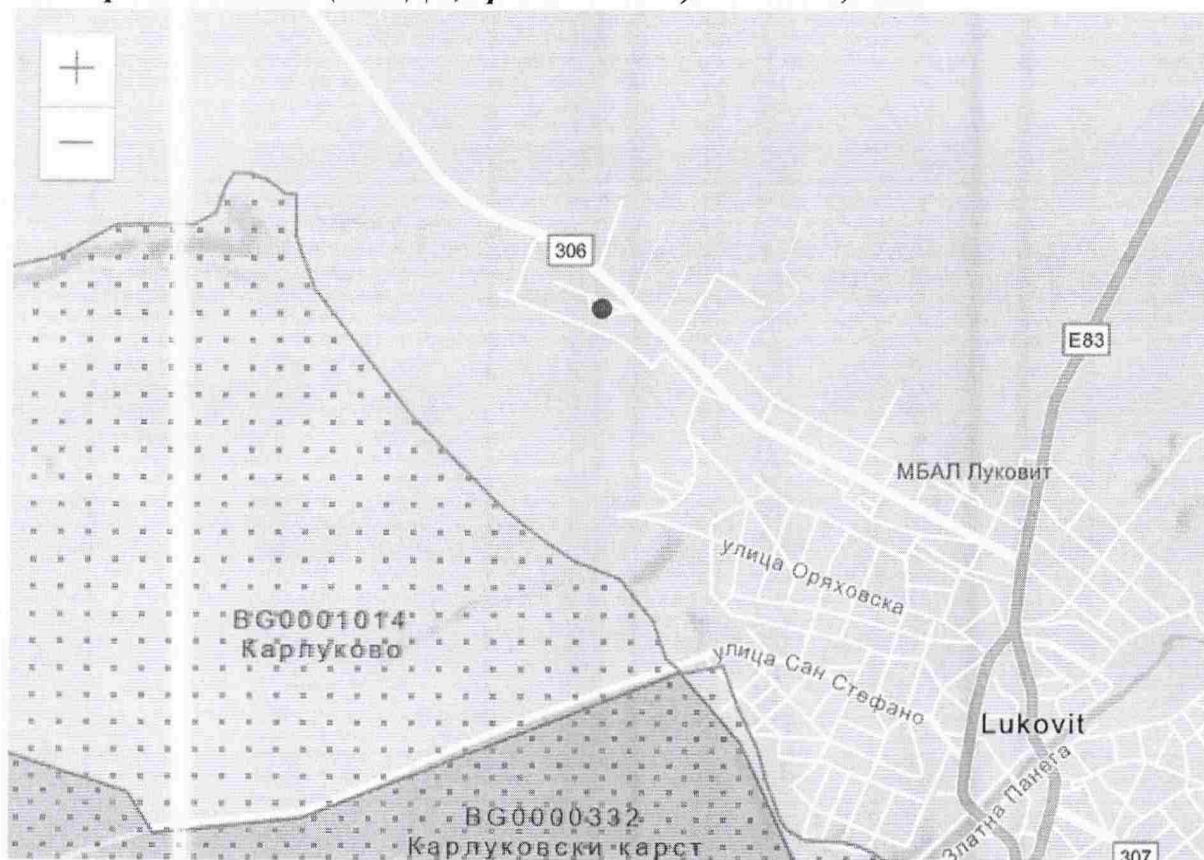 +
−
306
E83
МБАЛ Луковит
улица Оряховска
BG0001014
Карлуково
улица Сан Стефано
Lukovit
BG0000332
Карлуковски карст
Златна Панега
307